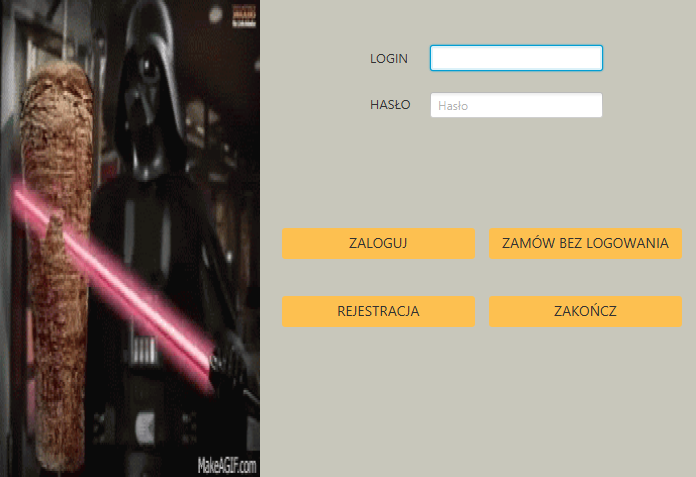 LOGIN
HASŁO
Hasło
ZALOGUJ
ZAMÓW BEZ LOGOWANIA
REJESTRACJA
ZAKOŃCZ
MakeAGIF.com